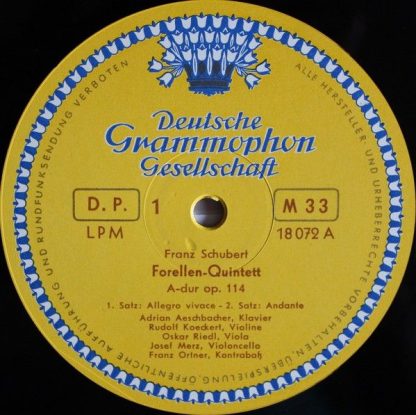 Deutsche
Grammophon
Gesellschaft
D. P. 1 M 33
LPM 18 072 A
Franz Schubert
Forellen-Quintett
A-dur op. 114
1. Satz: Allegro vivace - 2. Satz: Andante
Adrian Aeschbacher, Klavier
Rudolf Koeckert, Violine
Oskar Riedl, Viola
Josef Merz, Violoncello
Franz Ortner, Kontrabaß
ALLE HERSTELLER- UND URHEBERRECHTE VORBEHALTEN, ÜBERSPIELUNG, ÖFFENTLICHE AUFFÜHRUNG UND RUNDFUNKSENDUNG VERBOTEN